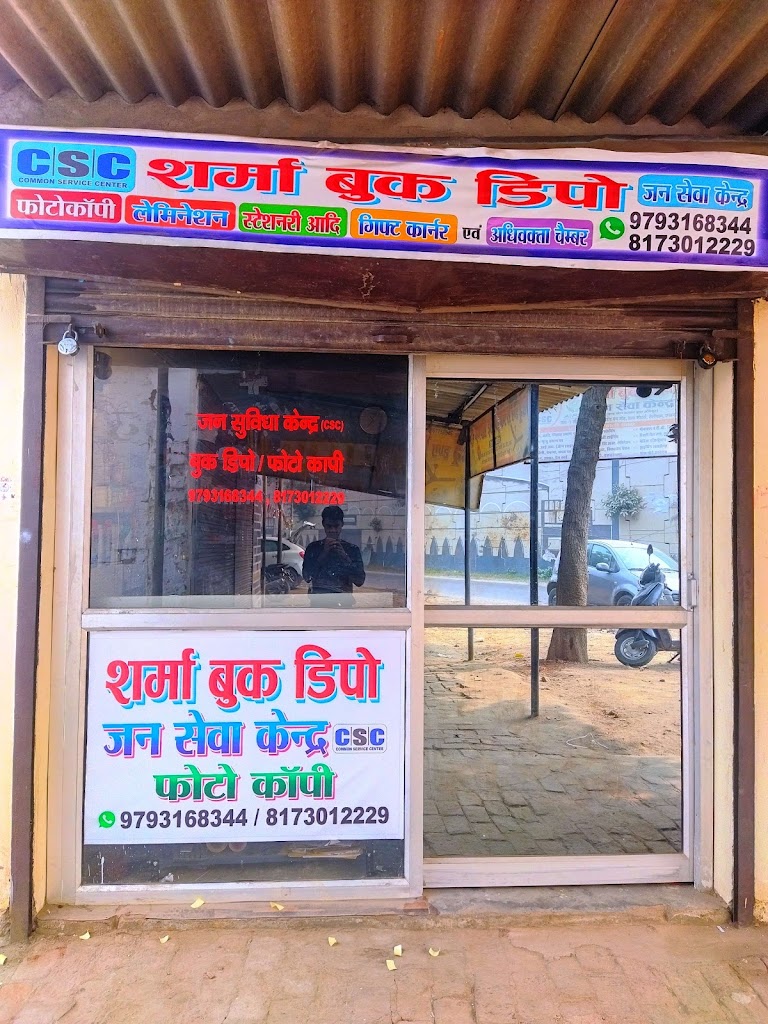 CSC
COMMON SERVICE CENTER
शर्मा बुक डिपो
जन सेवा केन्द्र
फोटोकॉपी लेमिनेशन स्टेशनरी आदि गिफ्ट कार्नर एवं अधिवक्ता चैम्बर
9793168344
8173012229
जन सुविधा केन्द्र (CSC)
बुक डिपो / फोटो कापी
9793168344 , 8173012229
शर्मा बुक डिपो
जन सेवा केन्द्र CSC
COMMON SERVICE CENTER
फोटो कॉपी
9793168344 / 8173012229